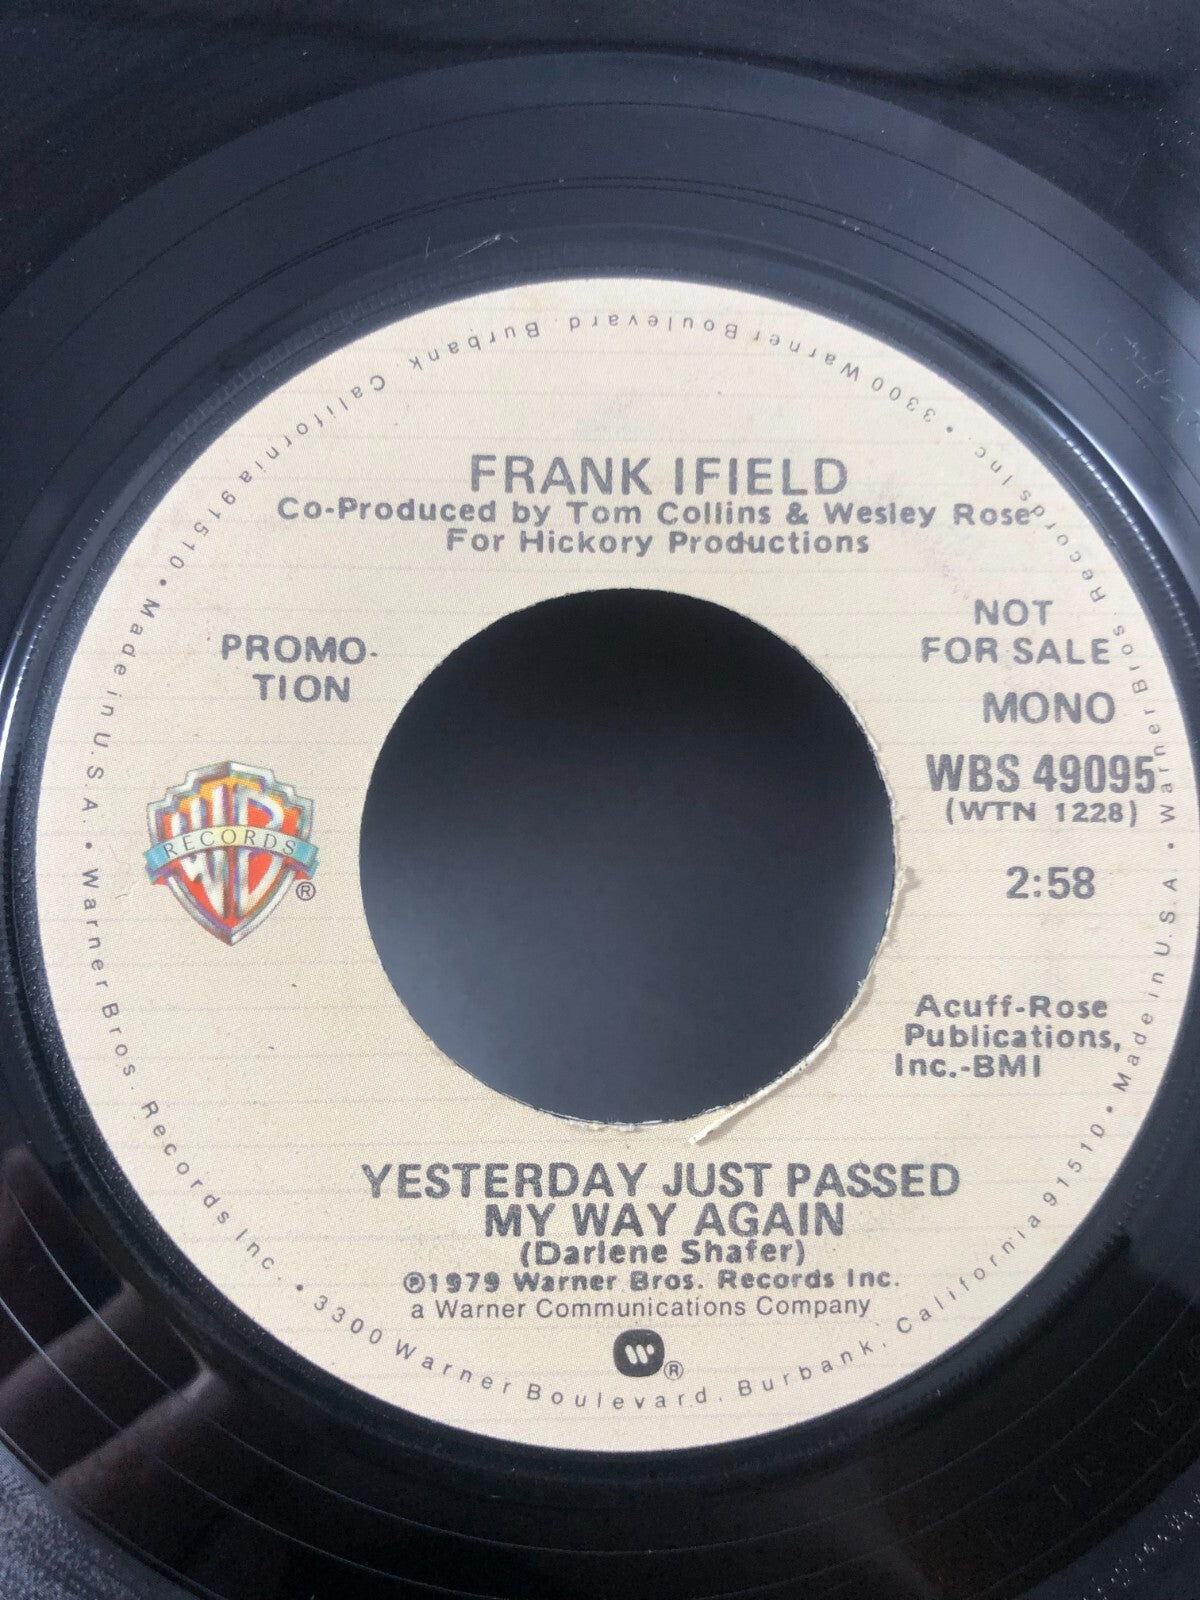 FRANK IFIELD
Co-Produced by Tom Collins & Wesley Rose
For Hickory Productions
PROMO-
TION
NOT
FOR SALE
MONO
WBS 49095
(WTN 1228)
2:58
WB
RECORDS
®
Acuff-Rose
Publications,
Inc.-BMI
YESTERDAY JUST PASSED
MY WAY AGAIN
(Darlene Shafer)
℗1979 Warner Bros. Records Inc.
a Warner Communications Company
W®
Made in U.S.A. • Warner Bros. Records Inc. • 3300 Warner Boulevard, Burbank, California 91510 • Made in U.S.A. • Warner Bros. Records Inc. • 3300 Warner Boulevard, Burbank, California 91510 •